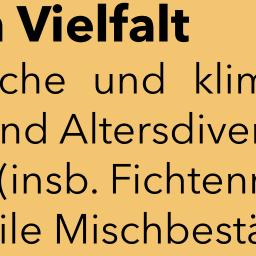 n Vielfalt
che und klim
nd Altersdiver
(insb. Fichtenr
ile Mischbestä